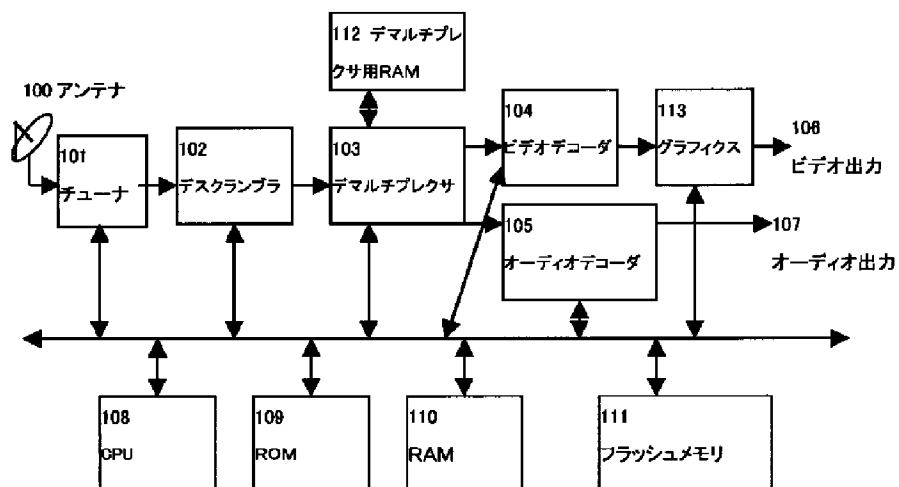 112 デマルチプレ
クサ用RAM
100 アンテナ
101
チューナ
102
デスクランブラ
103
デマルチプレクサ
104
ビデオデコーダ
113
グラフィクス
106
ビデオ出力
105
オーディオデコーダ
107
オーディオ出力
108
CPU
109
ROM
110
RAM
111
フラッシュメモリ